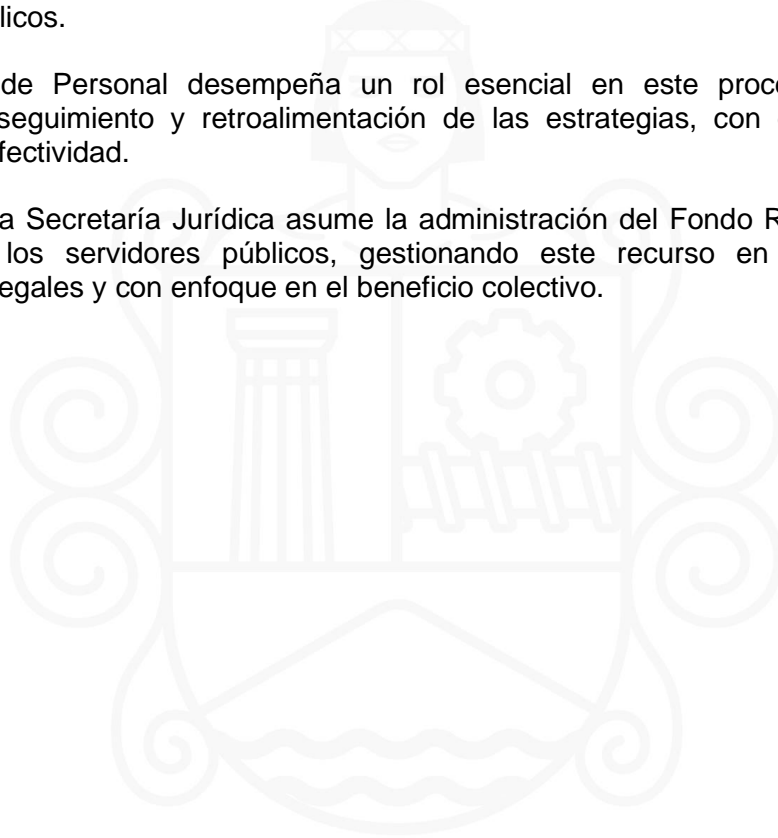 licos.
de Personal desempeña un rol esencial en este proc
seguimiento y retroalimentación de las estrategias, con
fectividad.
a Secretaría Jurídica asume la administración del Fondo R
los servidores públicos, gestionando este recurso en
egales y con enfoque en el beneficio colectivo.